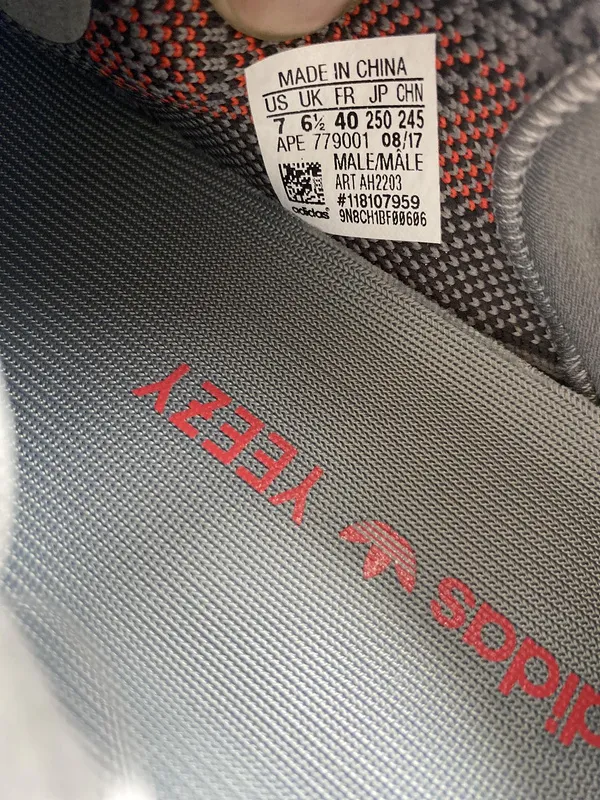 MADE IN CHINA
US UK FR JP CHN
7 6½ 40 250 245
APE 779001 08/17
MALE/MÂLE
ART AH2203
#118107959
9N8CH1BF00606
adidas
adidas YEEZY